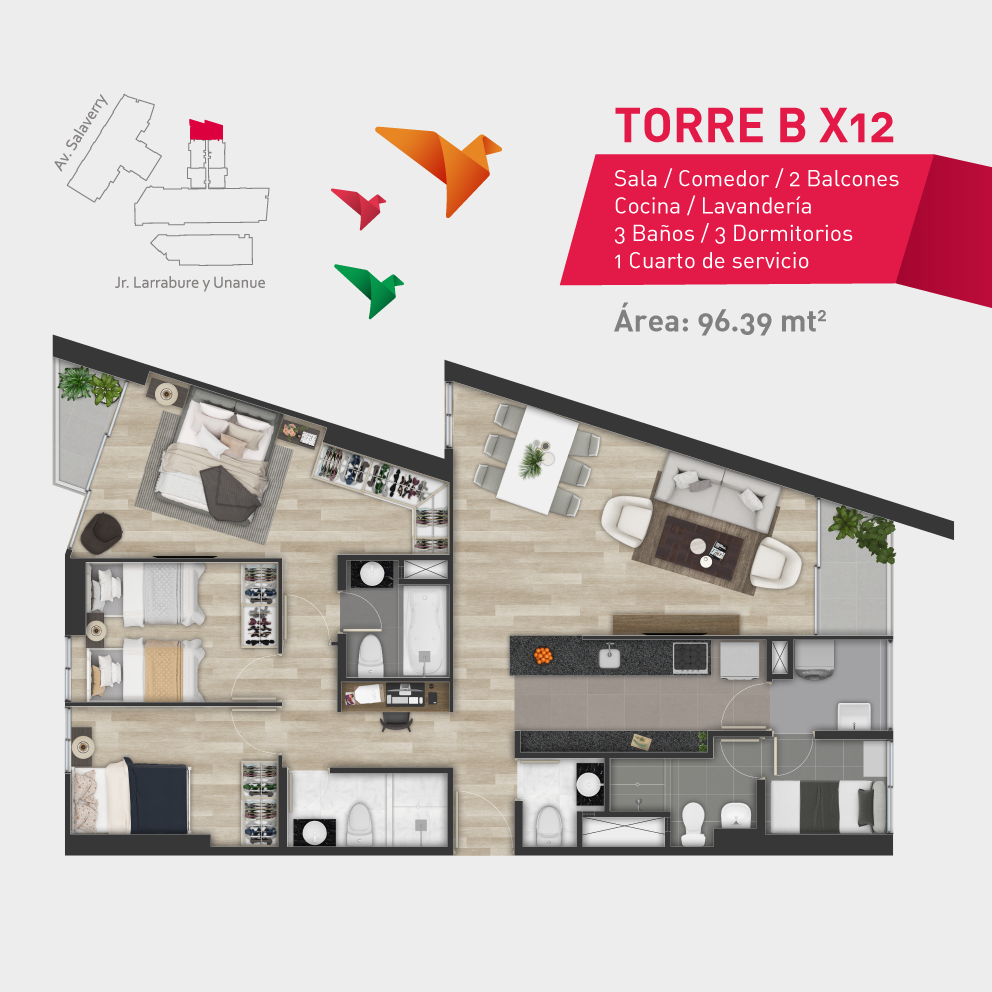 Av. Salaverry
Jr. Larrabure y Unanue
TORRE B X12
Sala / Comedor / 2 Balcones
Cocina / Lavandería
3 Baños / 3 Dormitorios
1 Cuarto de servicio
Área: 96.39 mt²